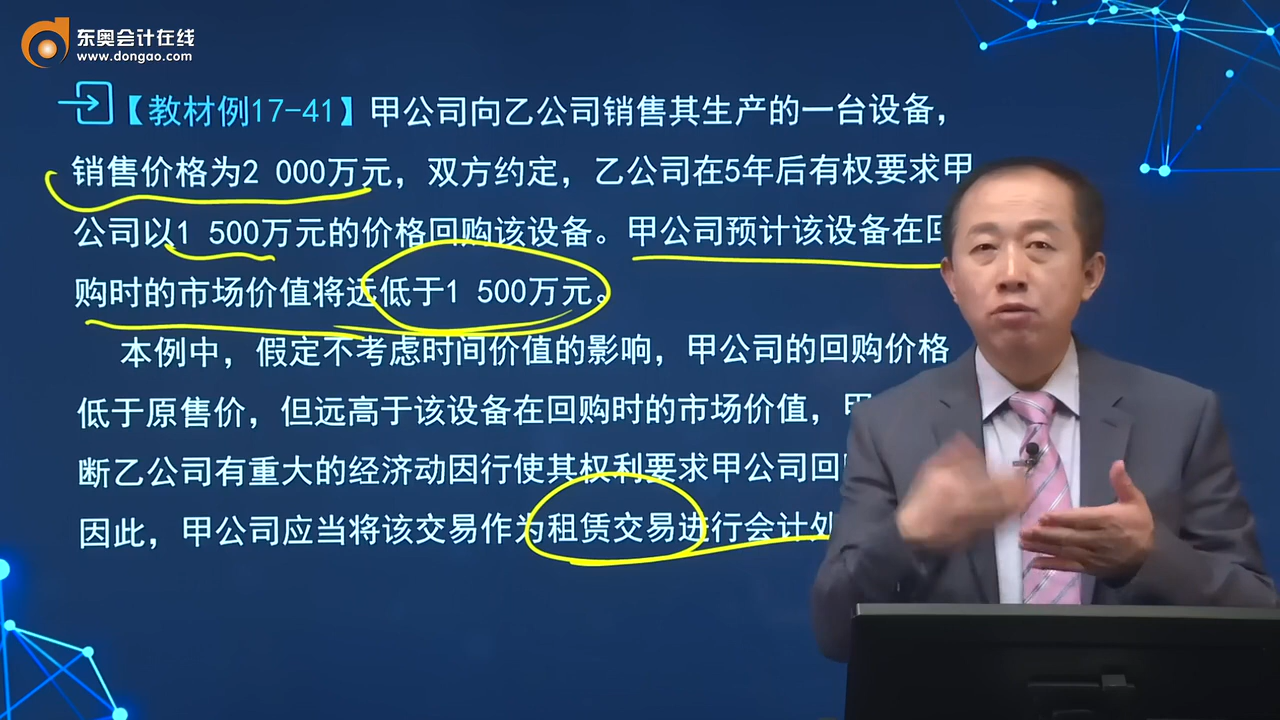 东奥会计在线
www.dongao.com
【教材例17-41】甲公司向乙公司销售其生产的一台设备，
销售价格为2 000万元，双方约定，乙公司在5年后有权要求甲
公司以1 500万元的价格回购该设备。甲公司预计该设备在回
购时的市场价值将远低于1 500万元。
本例中，假定不考虑时间价值的影响，甲公司的回购价格
低于原售价，但远高于该设备在回购时的市场价值，甲
断乙公司有重大的经济动因行使其权利要求甲公司回购
因此，甲公司应当将该交易作为租赁交易进行会计处